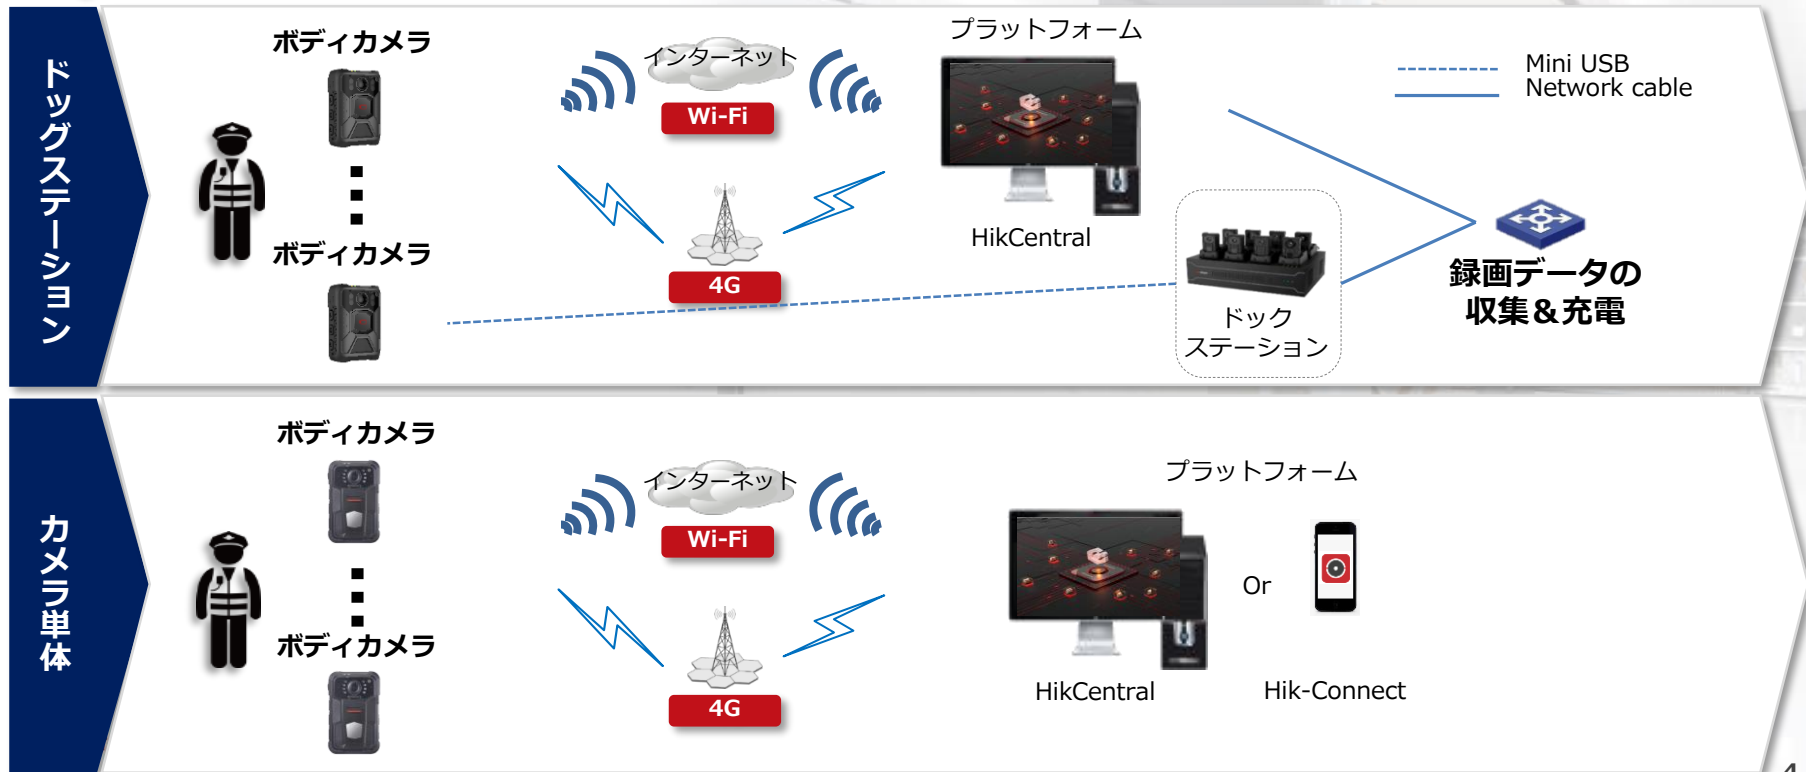 ドッグステーション
ボディカメラ
ボディカメラ
インターネット
Wi-Fi
4G
プラットフォーム
HikCentral
Mini USB
Network cable
ドック
ステーション
録画データの
収集&充電
カメラ単体
ボディカメラ
ボディカメラ
インターネット
Wi-Fi
4G
プラットフォーム
Or
HikCentral
Hik-Connect
4